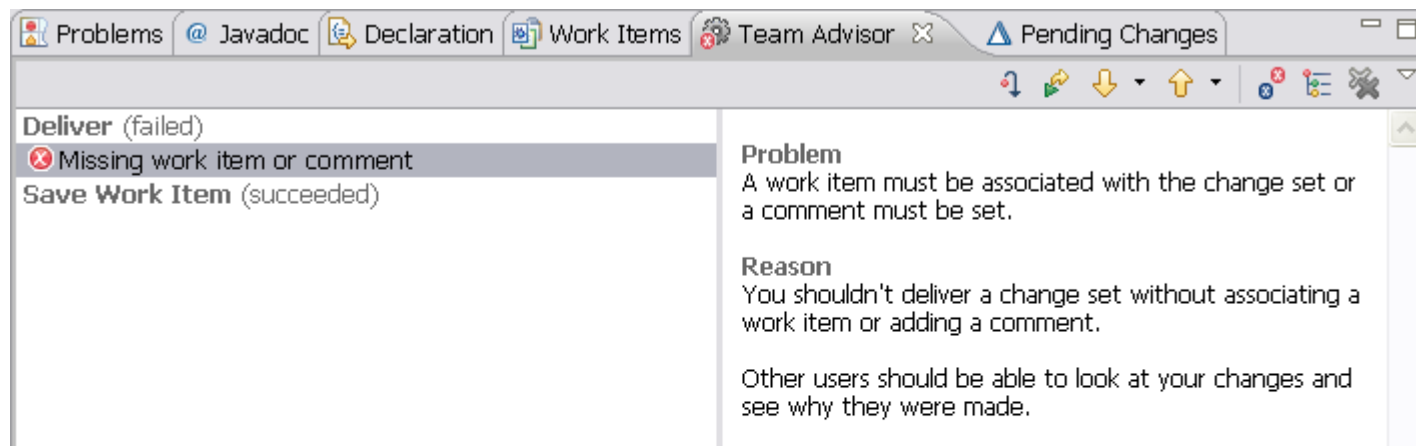 Problems @ Javadoc Declaration Work Items Team Advisor Pending Changes
Deliver (failed)
Missing work item or comment
Save Work Item (succeeded)
Problem
A work item must be associated with the change set or
a comment must be set.
Reason
You shouldn't deliver a change set without associating a
work item or adding a comment.
Other users should be able to look at your changes and
see why they were made.